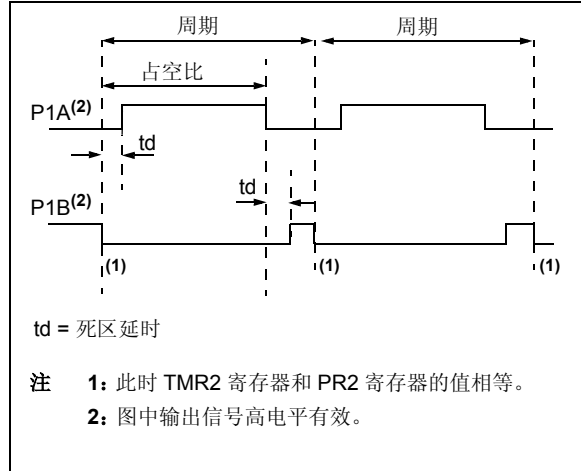 周期 周期
占空比
P1A(2)
td
td
P1B(2)
(1) (1) (1)
td = 死区延时
注 1: 此时 TMR2 寄存器和 PR2 寄存器的值相等。
2: 图中输出信号高电平有效。